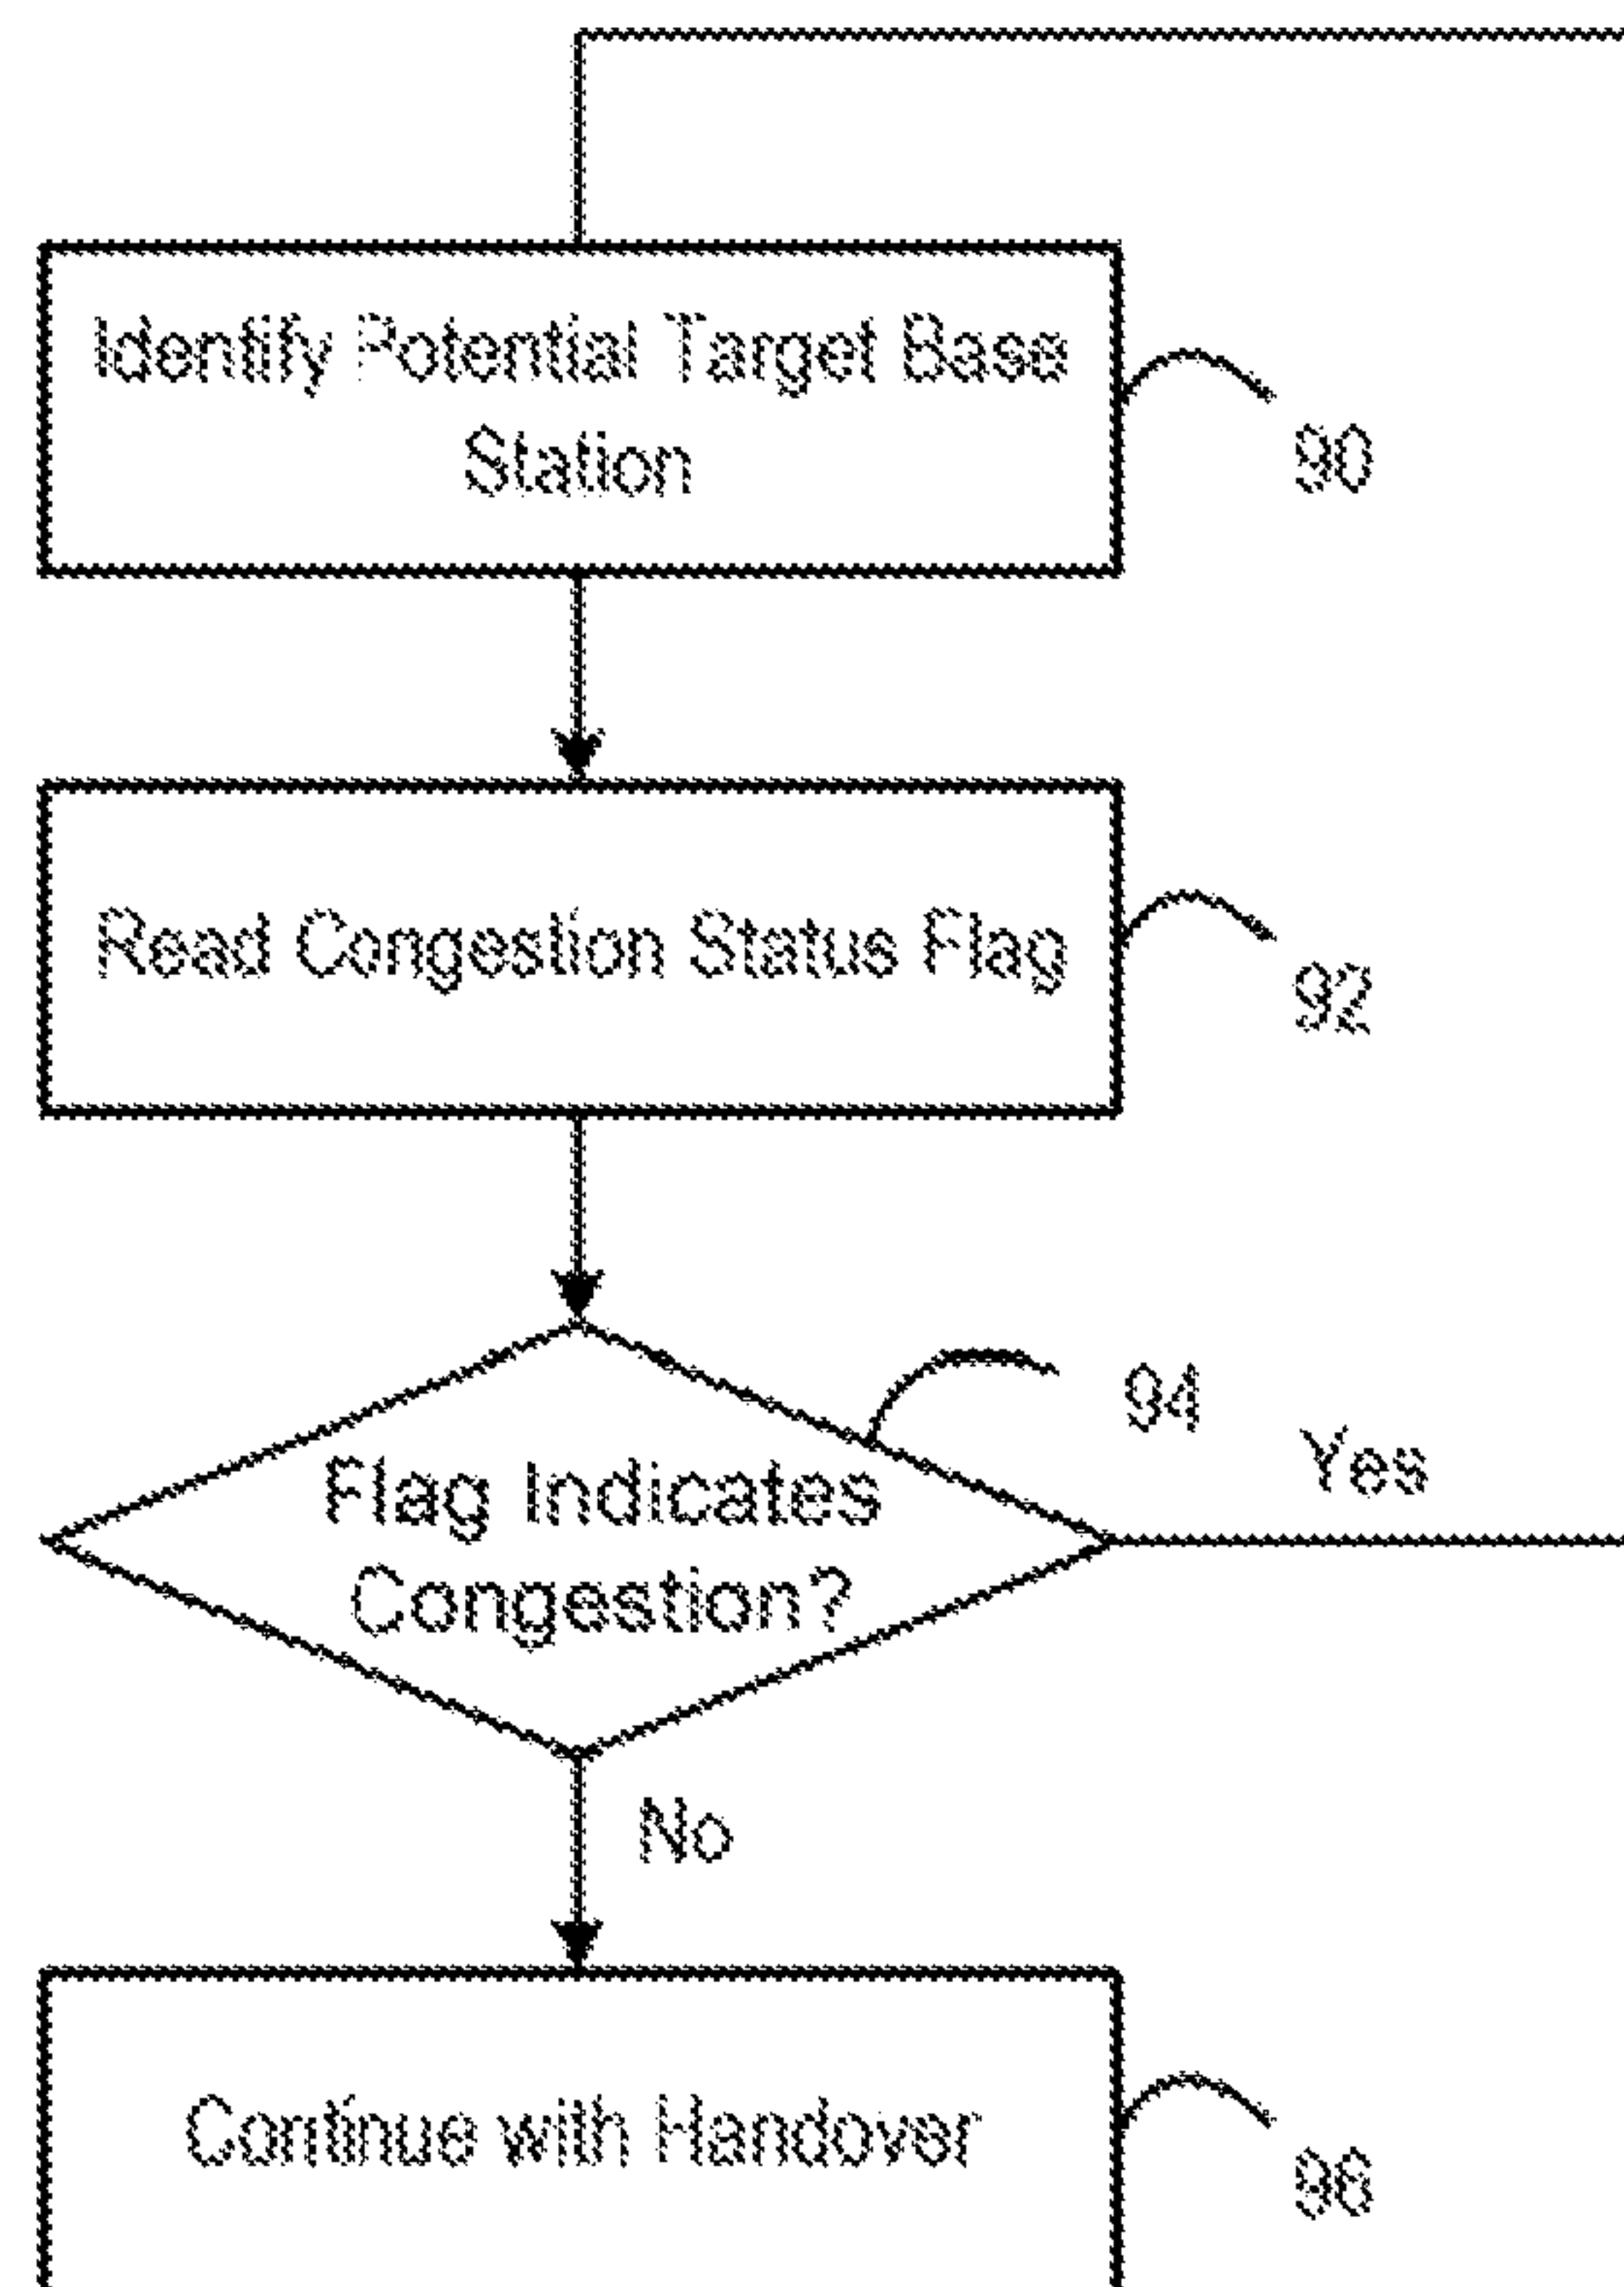 Identify Potential Target Base
Station
90
Read Congestion Status Flag
92
94
Yes
Flag Indicates
Congestion?
No
Continue with Handover
96